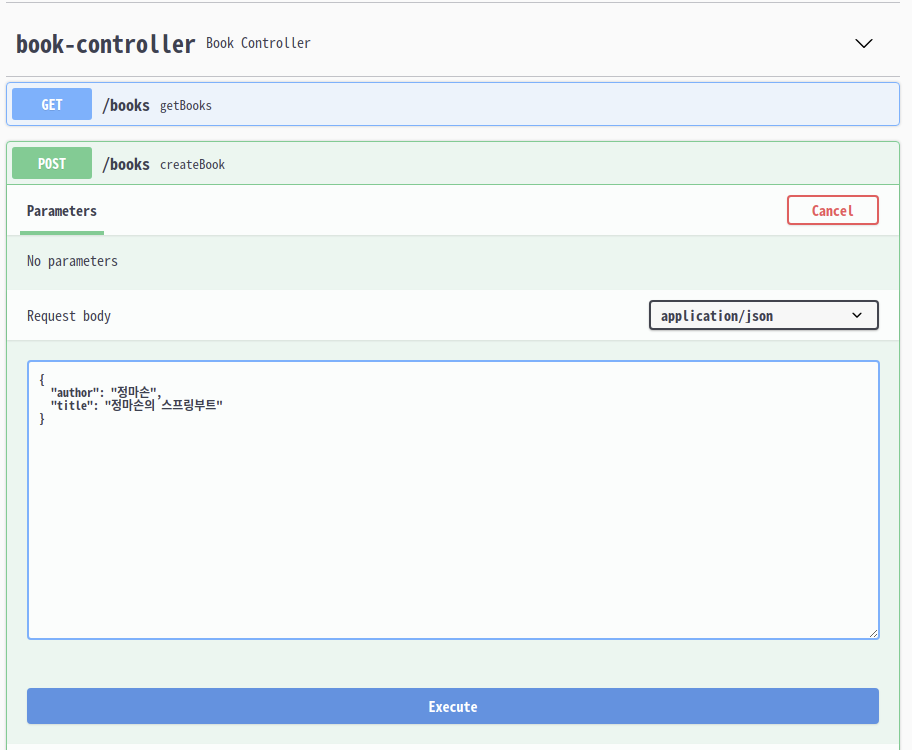 book-controller Book Controller
GET /books getBooks
POST /books createBook
Parameters Cancel
No parameters
Request body application/json
{
  "author": "정마손",
  "title": "정마손의 스프링부트"
}
Execute